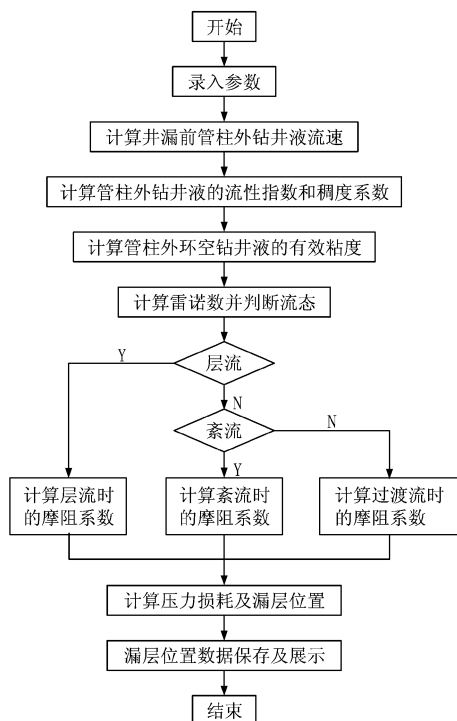 开始
录入参数
计算井漏前管柱外钻井液流速
计算管柱外钻井液的流性指数和稠度系数
计算管柱外环空钻井液的有效粘度
计算雷诺数并判断流态
Y
层流
N
紊流
N
Y
计算层流时
的摩阻系数
计算紊流时
的摩阻系数
计算过渡流时
的摩阻系数
计算压力损耗及漏层位置
漏层位置数据保存及展示
结束